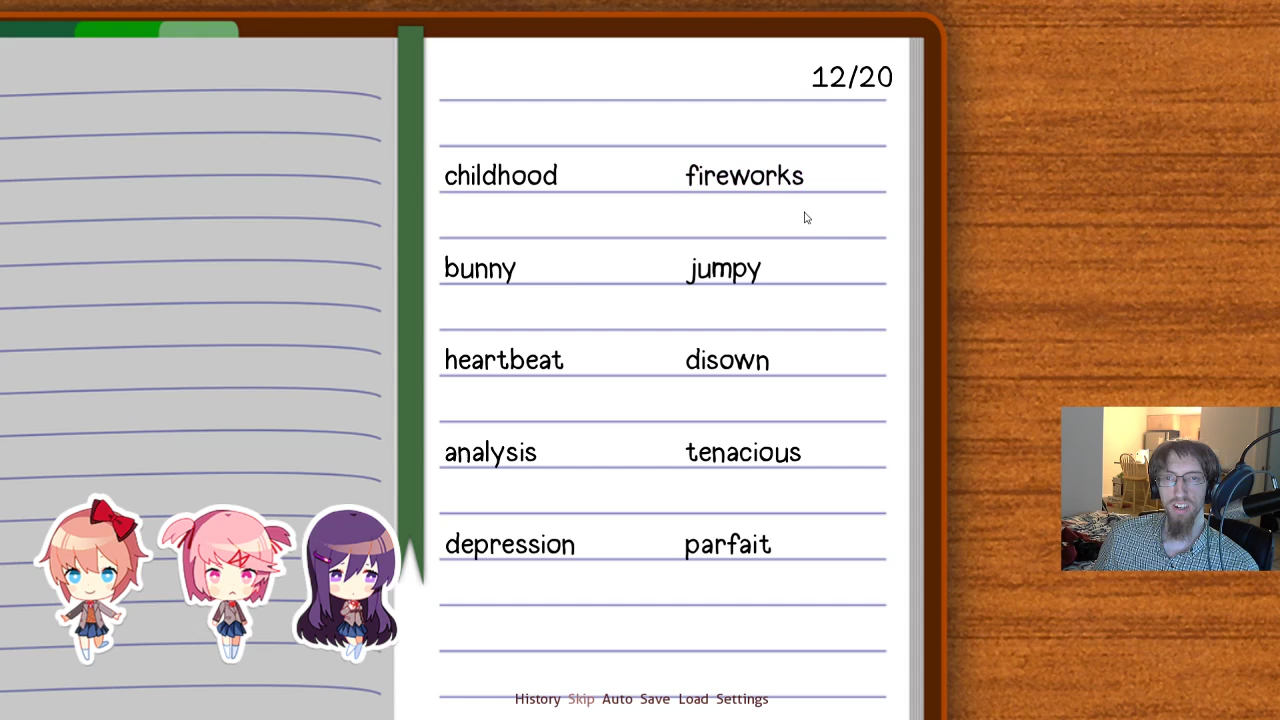 12/20
childhood fireworks
bunny jumpy
heartbeat disown
analysis tenacious
depression parfait
History Skip Auto Save Load Settings